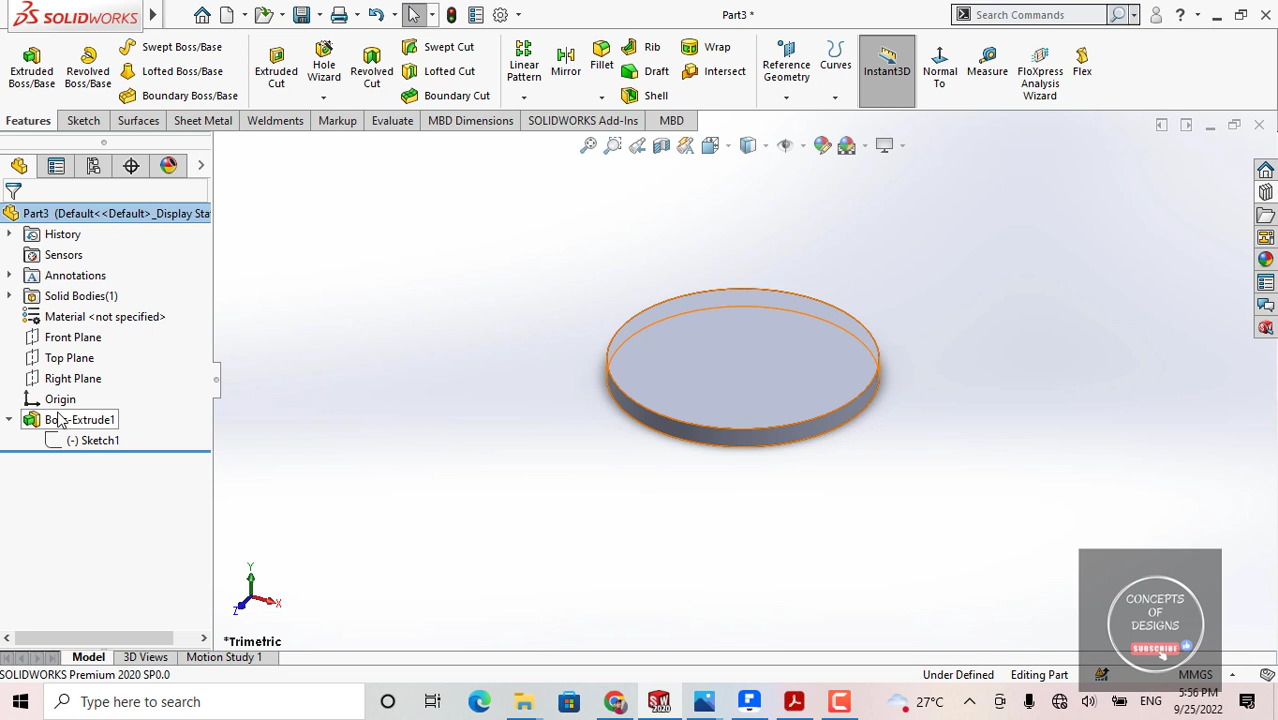 SOLIDWORKS
Part3 *
Search Commands
Extruded Boss/Base
Revolved Boss/Base
Swept Boss/Base
Lofted Boss/Base
Boundary Boss/Base
Extruded Cut
Hole Wizard
Revolved Cut
Swept Cut
Lofted Cut
Boundary Cut
Linear Pattern
Mirror
Fillet
Rib
Draft
Shell
Wrap
Intersect
Reference Geometry
Curves
Instant3D
Normal To
Measure
FloXpress Analysis Wizard
Flex
Features
Sketch
Surfaces
Sheet Metal
Weldments
Markup
Evaluate
MBD Dimensions
SOLIDWORKS Add-Ins
MBD
Part3 (Default<<Default>_Display Sta
History
Sensors
Annotations
Solid Bodies(1)
Material <not specified>
Front Plane
Top Plane
Right Plane
Origin
-Extrude1
(-) Sketch1
Y
X
Z
*Trimetric
CONCEPTS
OF
DESIGNS
SUBSCRIBE
Model
3D Views
Motion Study 1
SOLIDWORKS Premium 2020 SP0.0
Under Defined
Editing Part
MMGS
Type here to search
SW
2020
27°C
ENG
5:56 PM
9/25/2022